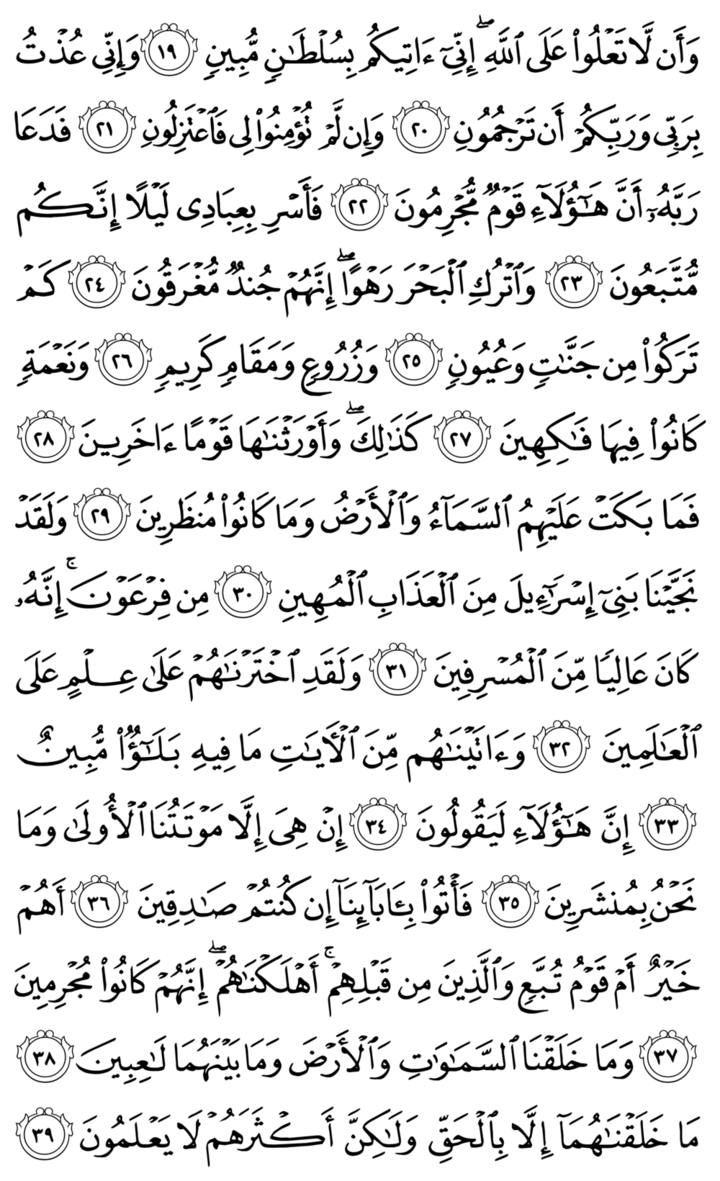 وَأَن لَّا تَعْلُوا۟ عَلَى ٱللَّهِ ۖ إِنِّىٓ ءَاتِيكُم بِسُلْطَـٰنٍ مُّبِينٍ ١٩ وَإِنِّى عُذْتُ
بِرَبِّى وَرَبِّكُمْ أَن تَرْجُمُونِ ٢٠ وَإِن لَّمْ تُؤْمِنُوا۟ لِى فَٱعْتَزِلُونِ ٢١ فَدَعَا
رَبَّهُۥٓ أَنَّ هَـٰٓؤُلَآءِ قَوْمٌ مُّجْرِمُونَ ٢٢ فَأَسْرِ بِعِبَادِى لَيْلًا إِنَّكُم
مُّتَّبَعُونَ ٢٣ وَٱتْرُكِ ٱلْبَحْرَ رَهْوًا ۖ إِنَّهُمْ جُندٌ مُّغْرَقُونَ ٢٤ كَمْ
تَرَكُوا۟ مِن جَنَّـٰتٍ وَعُيُونٍ ٢٥ وَزُرُوعٍ وَمَقَامٍ كَرِيمٍ ٢٦ وَنَعْمَةٍ
كَانُوا۟ فِيهَا فَـٰكِهِينَ ٢٧ كَذَٰلِكَ ۖ وَأَوْرَثْنَـٰهَا قَوْمًا ءَاخَرِينَ ٢٨
فَمَا بَكَتْ عَلَيْهِمُ ٱلسَّمَآءُ وَٱلْأَرْضُ وَمَا كَانُوا۟ مُنظَرِينَ ٢٩ وَلَقَدْ
نَجَّيْنَا بَنِىٓ إِسْرَٰٓءِيلَ مِنَ ٱلْعَذَابِ ٱلْمُهِينِ ٣٠ مِن فِرْعَوْنَ ۚ إِنَّهُۥ
كَانَ عَالِيًا مِّنَ ٱلْمُسْرِفِينَ ٣١ وَلَقَدِ ٱخْتَرْنَـٰهُمْ عَلَىٰ عِلْمٍ عَلَى
ٱلْعَـٰلَمِينَ ٣٢ وَءَاتَيْنَـٰهُم مِّنَ ٱلْـَٔايَـٰتِ مَا فِيهِ بَلَـٰٓؤٌا۟ مُّبِينٌ
٣٣ إِنَّ هَـٰٓؤُلَآءِ لَيَقُولُونَ ٣٤ إِنْ هِىَ إِلَّا مَوْتَتُنَا ٱلْأُولَىٰ وَمَا
نَحْنُ بِمُنشَرِينَ ٣٥ فَأْتُوا۟ بِـَٔابَآئِنَآ إِن كُنتُمْ صَـٰدِقِينَ ٣٦ أَهُمْ
خَيْرٌ أَمْ قَوْمُ تُبَّعٍ وَٱلَّذِينَ مِن قَبْلِهِمْ ۚ أَهْلَكْنَـٰهُمْ ۖ إِنَّهُمْ كَانُوا۟ مُجْرِمِينَ
٣٧ وَمَا خَلَقْنَا ٱلسَّمَـٰوَٰتِ وَٱلْأَرْضَ وَمَا بَيْنَهُمَا لَـٰعِبِينَ ٣٨
مَا خَلَقْنَـٰهُمَآ إِلَّا بِٱلْحَقِّ وَلَـٰكِنَّ أَكْثَرَهُمْ لَا يَعْلَمُونَ ٣٩